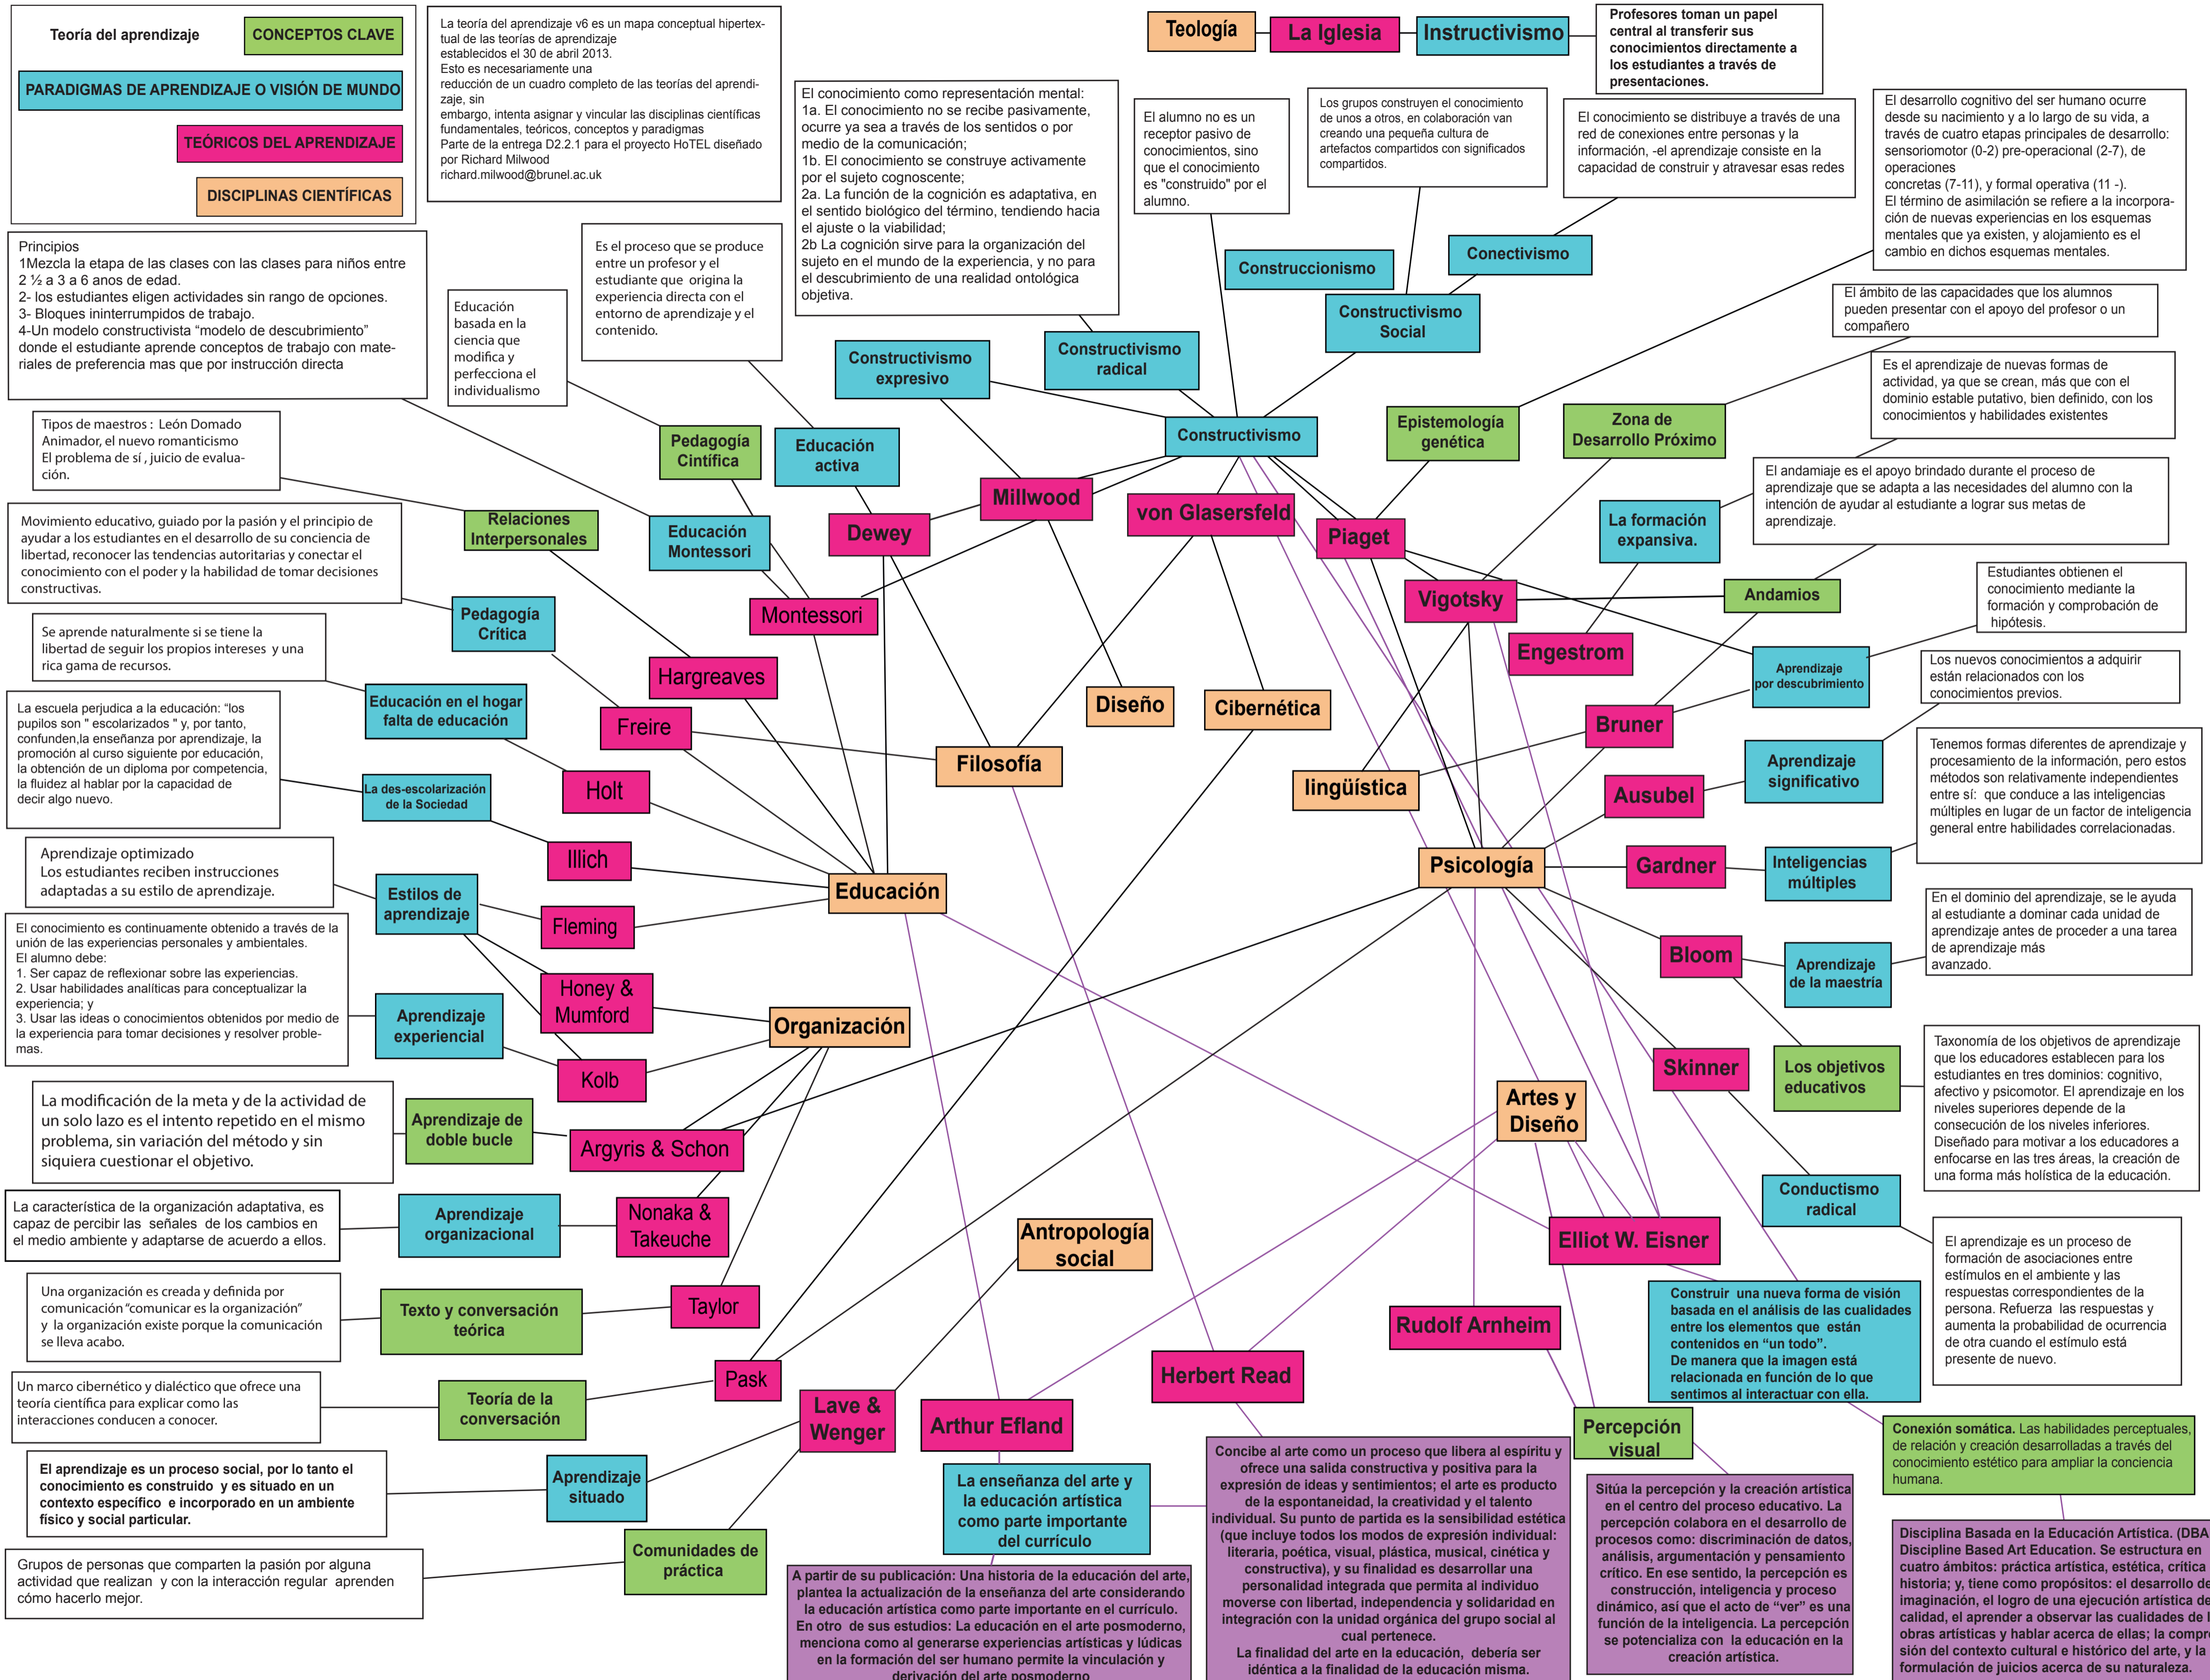 Teoría del aprendizaje
CONCEPTOS CLAVE
PARADIGMAS DE APRENDIZAJE O VISIÓN DE MUNDO
TEÓRICOS DEL APRENDIZAJE
DISCIPLINAS CIENTÍFICAS
La teoría del aprendizaje v6 es un mapa conceptual hipertex-
tual de las teorías de aprendizaje
establecidos el 30 de abril 2013.
Esto es necesariamente una
reducción de un cuadro completo de las teorías del aprendi-
zaje, sin
embargo, intenta asignar y vincular las disciplinas científicas
fundamentales, teóricos, conceptos y paradigmas
Parte de la entrega D2.2.1 para el proyecto HoTEL diseñado
por Richard Milwood
richard.milwood@brunel.ac.uk
Teología
La Iglesia
Instructivismo
Profesores toman un papel
central al transferir sus
conocimientos directamente a
los estudiantes a través de
presentaciones.
El conocimiento como representación mental:
1a. El conocimiento no se recibe pasivamente,
ocurre ya sea a través de los sentidos o por
medio de la comunicación;
1b. El conocimiento se construye activamente
por el sujeto cognoscente;
2a. La función de la cognición es adaptativa, en
el sentido biológico del término, tendiendo hacia
el ajuste o la viabilidad;
2b La cognición sirve para la organización del
sujeto en el mundo de la experiencia, y no para
el descubrimiento de una realidad ontológica
objetiva.
El alumno no es un
receptor pasivo de
conocimientos, sino
que el conocimiento
es "construido" por el
alumno.
Los grupos construyen el conocimiento
de unos a otros, en colaboración van
creando una pequeña cultura de
artefactos compartidos con significados
compartidos.
El conocimiento se distribuye a través de una
red de conexiones entre personas y la
información, -el aprendizaje consiste en la
capacidad de construir y atravesar esas redes
El desarrollo cognitivo del ser humano ocurre
desde su nacimiento y a lo largo de su vida, a
través de cuatro etapas principales de desarrollo:
sensoriomotor (0-2) pre-operacional (2-7), de
operaciones
concretas (7-11), y formal operativa (11 -).
El término de asimilación se refiere a la incorpora-
ción de nuevas experiencias en los esquemas
mentales que ya existen, y alojamiento es el
cambio en dichos esquemas mentales.
Principios
1Mezcla la etapa de las clases con las clases para niños entre
2 ½ a 3 a 6 anos de edad.
2- los estudiantes eligen actividades sin rango de opciones.
3- Bloques ininterrumpidos de trabajo.
4-Un modelo constructivista “modelo de descubrimiento”
donde el estudiante aprende conceptos de trabajo con mate-
riales de preferencia mas que por instrucción directa
Educación
basada en la
ciencia que
modifica y
perfecciona el
individualismo
Es el proceso que se produce
entre un profesor y el
estudiante que origina la
experiencia directa con el
entorno de aprendizaje y el
contenido.
Construccionismo
Conectivismo
Constructivismo
Social
Constructivismo
expresivo
Constructivismo
radical
El ámbito de las capacidades que los alumnos
pueden presentar con el apoyo del profesor o un
compañero
Es el aprendizaje de nuevas formas de
actividad, ya que se crean, más que con el
dominio estable putativo, bien definido, con los
conocimientos y habilidades existentes
Tipos de maestros : León Domado
Animador, el nuevo romanticismo
El problema de sí , juicio de evalua-
ción.
Pedagogía
Cintífica
Educación
activa
Constructivismo
Epistemología
genética
Zona de
Desarrollo Próximo
El andamiaje es el apoyo brindado durante el proceso de
aprendizaje que se adapta a las necesidades del alumno con la
intención de ayudar al estudiante a lograr sus metas de
aprendizaje.
Movimiento educativo, guiado por la pasión y el principio de
ayudar a los estudiantes en el desarrollo de su conciencia de
libertad, reconocer las tendencias autoritarias y conectar el
conocimiento con el poder y la habilidad de tomar decisiones
constructivas.
Relaciones
Interpersonales
Educación
Montessori
Dewey
Millwood
von Glasersfeld
Piaget
La formación
expansiva.
Estudiantes obtienen el
conocimiento mediante la
formación y comprobación de
hipótesis.
Se aprende naturalmente si se tiene la
libertad de seguir los propios intereses y una
rica gama de recursos.
Pedagogía
Crítica
Montessori
Vigotsky
Andamios
Engestrom
Aprendizaje
por descubrimiento
Los nuevos conocimientos a adquirir
están relacionados con los
conocimientos previos.
La escuela perjudica a la educación: “los
pupilos son " escolarizados " y, por tanto,
confunden,la enseñanza por aprendizaje, la
promoción al curso siguiente por educación,
la obtención de un diploma por competencia,
la fluidez al hablar por la capacidad de
decir algo nuevo.
Educación en el hogar
falta de educación
Hargreaves
Freire
Diseño
Cibernética
Bruner
Filosofía
lingüística
Aprendizaje
significativo
Tenemos formas diferentes de aprendizaje y
procesamiento de la información, pero estos
métodos son relativamente independientes
entre sí: que conduce a las inteligencias
múltiples en lugar de un factor de inteligencia
general entre habilidades correlacionadas.
La des-escolarización
de la Sociedad
Holt
Ausubel
Aprendizaje optimizado
Los estudiantes reciben instrucciones
adaptadas a su estilo de aprendizaje.
Illich
Educación
Psicología
Gardner
Inteligencias
múltiples
Estilos de
aprendizaje
Fleming
En el dominio del aprendizaje, se le ayuda
al estudiante a dominar cada unidad de
aprendizaje antes de proceder a una tarea
de aprendizaje más
avanzado.
El conocimiento es continuamente obtenido a través de la
unión de las experiencias personales y ambientales.
El alumno debe:
1. Ser capaz de reflexionar sobre las experiencias.
2. Usar habilidades analíticas para conceptualizar la
experiencia; y
3. Usar las ideas o conocimientos obtenidos por medio de
la experiencia para tomar decisiones y resolver proble-
mas.
Bloom
Aprendizaje
de la maestría
Honey &
Mumford
Aprendizaje
experiencial
Organización
Kolb
Skinner
Los objetivos
educativos
Taxonomía de los objetivos de aprendizaje
que los educadores establecen para los
estudiantes en tres dominios: cognitivo,
afectivo y psicomotor. El aprendizaje en los
niveles superiores depende de la
consecución de los niveles inferiores.
Diseñado para motivar a los educadores a
enfocarse en las tres áreas, la creación de
una forma más holística de la educación.
La modificación de la meta y de la actividad de
un solo lazo es el intento repetido en el mismo
problema, sin variación del método y sin
siquiera cuestionar el objetivo.
Aprendizaje de
doble bucle
Argyris & Schon
Artes y
Diseño
La característica de la organización adaptativa, es
capaz de percibir las señales de los cambios en
el medio ambiente y adaptarse de acuerdo a ellos.
Aprendizaje
organizacional
Nonaka &
Takeuche
Antropología
social
Elliot W. Eisner
Conductismo
radical
El aprendizaje es un proceso de
formación de asociaciones entre
estímulos en el ambiente y las
respuestas correspondientes de la
persona. Refuerza las respuestas y
aumenta la probabilidad de ocurrencia
de otra cuando el estímulo está
presente de nuevo.
Una organización es creada y definida por
comunicación “comunicar es la organización”
y la organización existe porque la comunicación
se lleva acabo.
Texto y conversación
teórica
Taylor
Rudolf Arnheim
Construir una nueva forma de visión
basada en el análisis de las cualidades
entre los elementos que están
contenidos en “un todo”.
De manera que la imagen está
relacionada en función de lo que
sentimos al interactuar con ella.
Un marco cibernético y dialéctico que ofrece una
teoría científica para explicar como las
interacciones conducen a conocer.
Teoría de la
conversación
Pask
Lave &
Wenger
Arthur Efland
Herbert Read
Percepción
visual
Conexión somática. Las habilidades perceptuales,
de relación y creación desarrolladas a través del
conocimiento estético para ampliar la conciencia
humana.
El aprendizaje es un proceso social, por lo tanto el
conocimiento es construido y es situado en un
contexto específico e incorporado en un ambiente
físico y social particular.
Aprendizaje
situado
La enseñanza del arte y
la educación artística
como parte importante
del currículo
Concibe al arte como un proceso que libera al espíritu y
ofrece una salida constructiva y positiva para la
expresión de ideas y sentimientos; el arte es producto
de la espontaneidad, la creatividad y el talento
individual. Su punto de partida es la sensibilidad estética
(que incluye todos los modos de expresión individual:
literaria, poética, visual, plástica, musical, cinética y
constructiva), y su finalidad es desarrollar una
personalidad integrada que permita al individuo
moverse con libertad, independencia y solidaridad en
integración con la unidad orgánica del grupo social al
cual pertenece.
La finalidad del arte en la educación, debería ser
idéntica a la finalidad de la educación misma.
Sitúa la percepción y la creación artística
en el centro del proceso educativo. La
percepción colabora en el desarrollo de
procesos como: discriminación de datos,
análisis, argumentación y pensamiento
crítico. En ese sentido, la percepción es
construcción, inteligencia y proceso
dinámico, así que el acto de “ver” es una
función de la inteligencia. La percepción
se potencializa con la educación en la
creación artística.
Disciplina Basada en la Educación Artística. (DBA
Discipline Based Art Education. Se estructura en
cuatro ámbitos: práctica artística, estética, crítica
historia; y, tiene como propósitos: el desarrollo de
imaginación, el logro de una ejecución artística de
calidad, el aprender a observar las cualidades de l
obras artísticas y hablar acerca de ellas; la compre
sión del contexto cultural e histórico del arte, y la
formulación de juicios acerca de su naturaleza.
Grupos de personas que comparten la pasión por alguna
actividad que realizan y con la interacción regular aprenden
cómo hacerlo mejor.
Comunidades de
práctica
A partir de su publicación: Una historia de la educación del arte,
plantea la actualización de la enseñanza del arte considerando
la educación artística como parte importante en el currículo.
En otro de sus estudios: La educación en el arte posmoderno,
menciona como al generarse experiencias artísticas y lúdicas
en la formación del ser humano permite la vinculación y
derivación del arte posmoderno